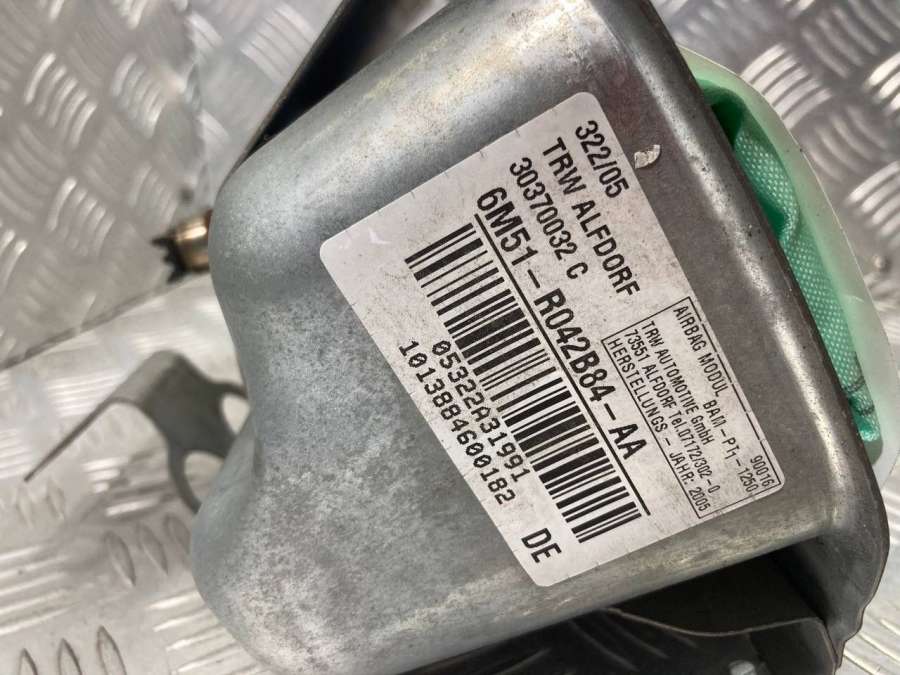 322/05
TRW ALFDORF
30370032 C
6M51-R042B84-AA
05322A31991
1013884600182
DE
90016
AIRBAG MODUL BAM-PT1-1250
TRW AUTOMOTIVE GmbH
73551 ALFDORF Tel.07172/302-0
HERSTELLUNGS-JAHR: 2005